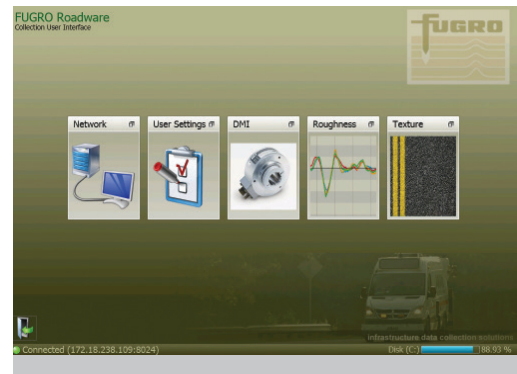 FUGRO Roadware
Collection User Interface
FUGRO
Network
User Settings
DMI
Roughness
Texture
infrastructure data collection solutions
Connected (172.18.238.109:8024)
Disk (C:) 88.93 %